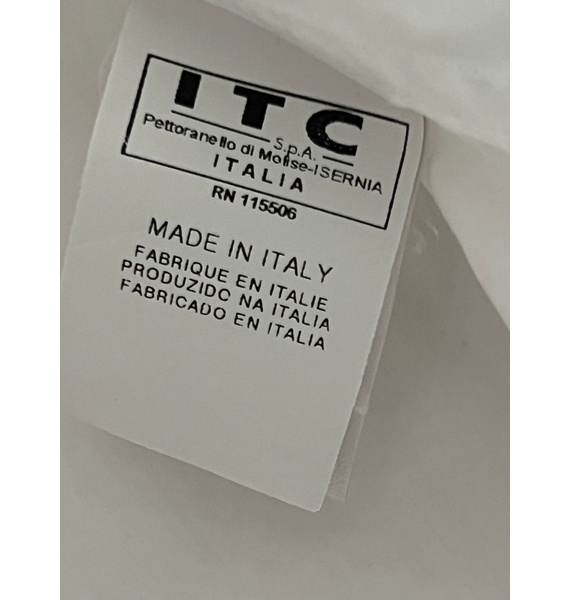 ITC
S.p.A.
Pettoranello di Molise-ISERNIA
ITALIA
RN 115506
MADE IN ITALY
FABRIQUE EN ITALIE
PRODUZIDO NA ITALIA
FABRICADO EN ITALIA